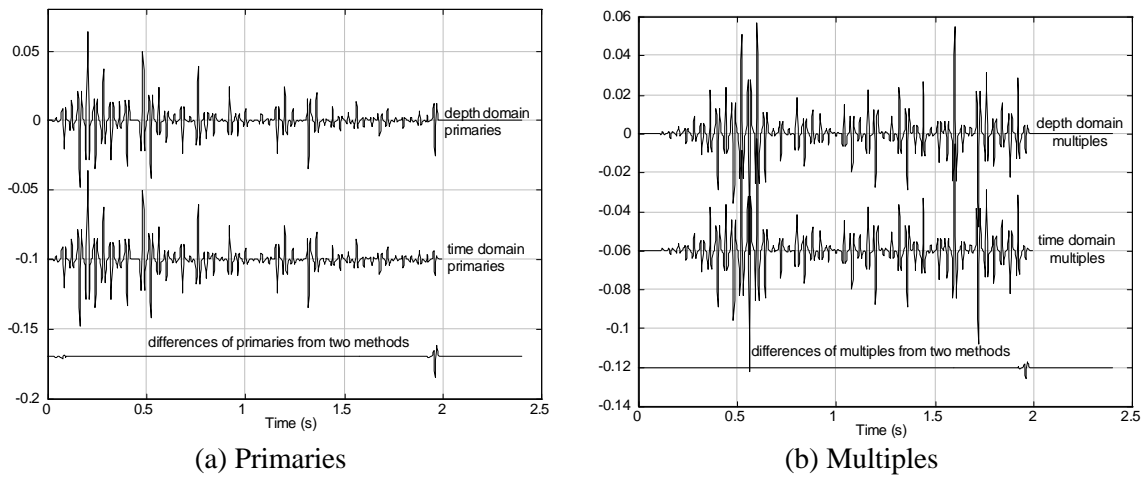 0.05
0
-0.05
-0.1
-0.15
-0.2
depth domain
primaries
time domain
primaries
differences of primaries from two methods
0
0.5
1
1.5
2
2.5
Time (s)
(a) Primaries
0.06
0.04
0.02
0
-0.02
-0.04
-0.06
-0.08
-0.1
-0.12
-0.14
depth domain
multiples
time domain
multiples
differences of multiples from two methods
0
0.5
1
1.5
2
2.5
Time (s)
(b) Multiples